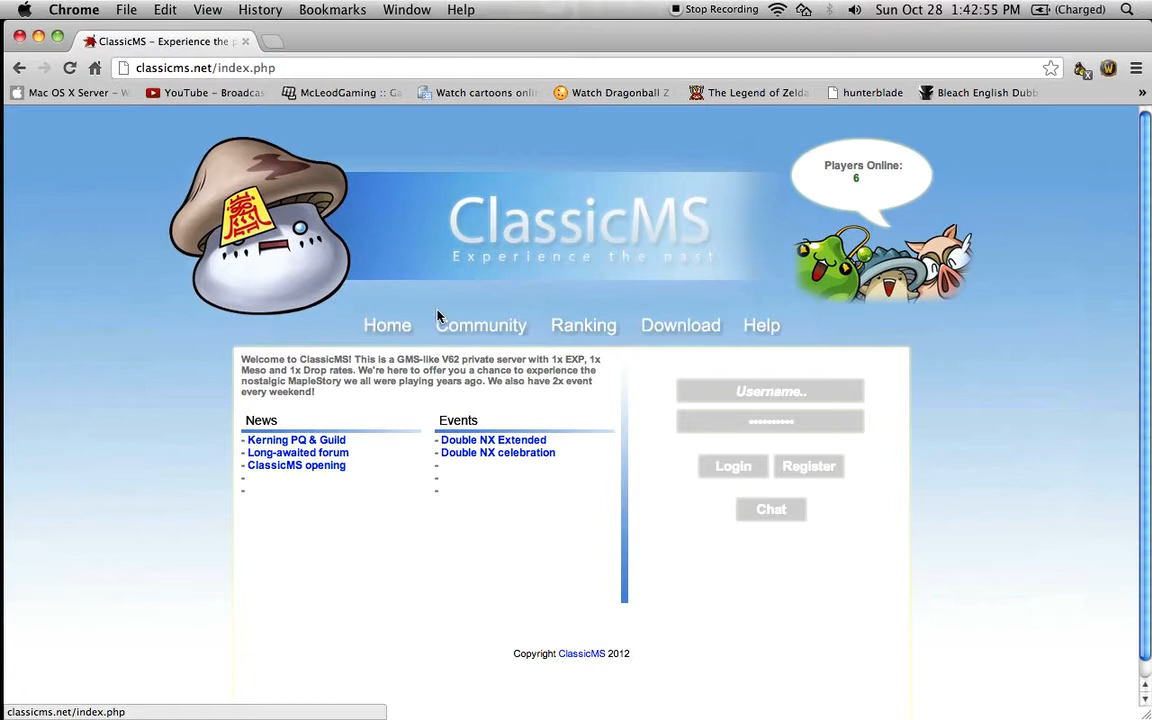 Chrome File Edit View History Bookmarks Window Help Stop Recording Sun Oct 28 1:42:55 PM (Charged)
ClassicMS – Experience the p
classicms.net/index.php
Mac OS X Server – W YouTube – Broadcas McLeodGaming :: Ga Watch cartoons onli Watch Dragonball Z The Legend of Zelda hunterblade Bleach English Dubb »
Players Online:
6
ClassicMS
Experience the past
Home Community Ranking Download Help
Welcome to ClassicMS! This is a GMS-like V62 private server with 1x EXP, 1x
Meso and 1x Drop rates. We're here to offer you a chance to experience the
nostalgic MapleStory we all were playing years ago. We also have 2x event
every weekend!
News
- Kerning PQ & Guild
- Long-awaited forum
- ClassicMS opening
-
-
Events
- Double NX Extended
- Double NX celebration
-
-
-
Username..
••••••••••
Login Register
Chat
Copyright ClassicMS 2012
classicms.net/index.php